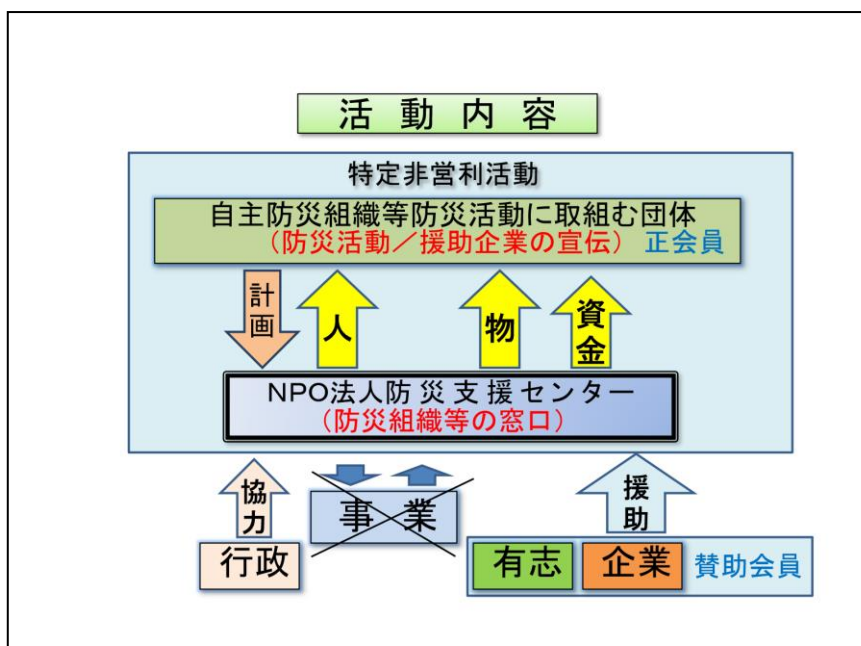 活動内容
特定非営利活動
自主防災組織等防災活動に取組む団体
(防災活動／援助企業の宣伝) 正会員
計画
人
物
資金
NPO法人防災支援センター
(防災組織等の窓口)
協力
事業
援助
行政
有志
企業
賛助会員